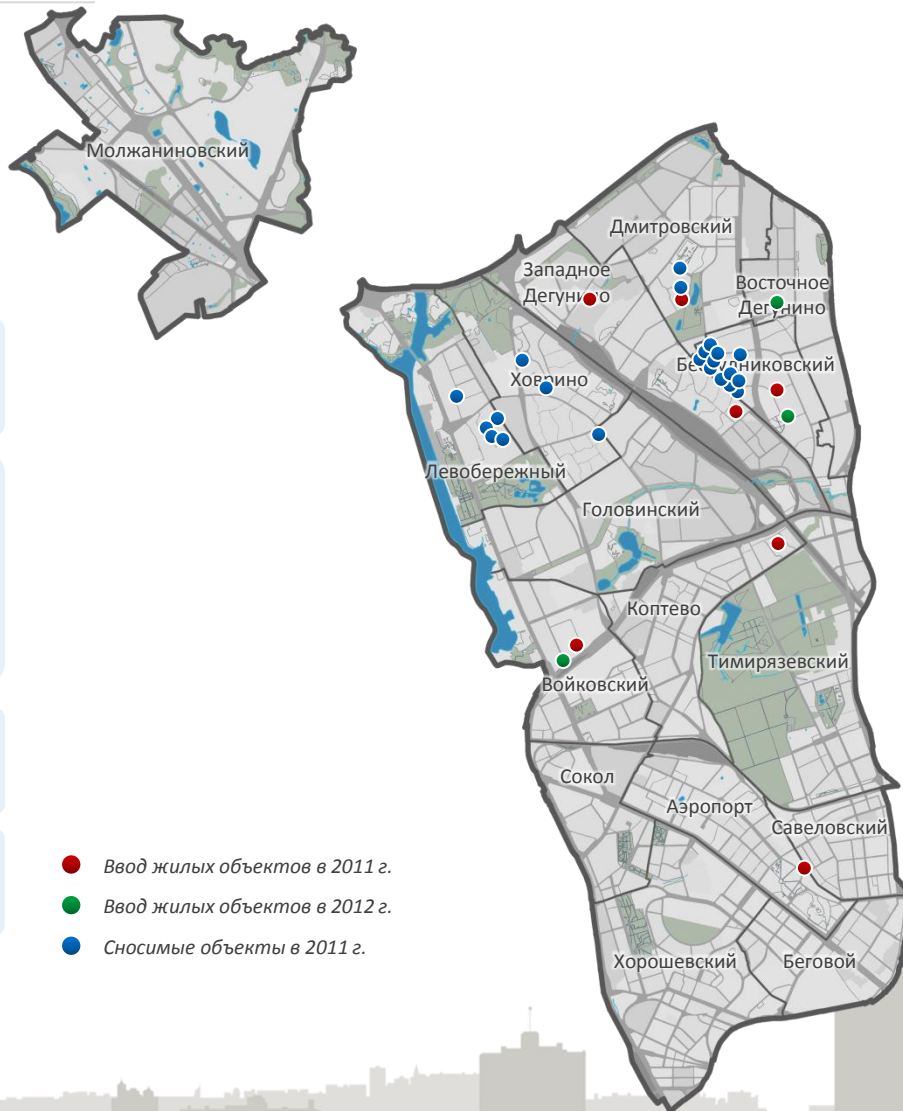 Молжаниновский
Дмитровский
Западное
Дегунино
Восточное
Дегунино
Бескудниковский
Ховрино
Левобережный
Головинский
Коптево
Тимирязевский
Войковский
Сокол
Аэропорт
Савеловский
Хорошевский
Беговой
Ввод жилых объектов в 2011 г.
Ввод жилых объектов в 2012 г.
Сносимые объекты в 2011 г.